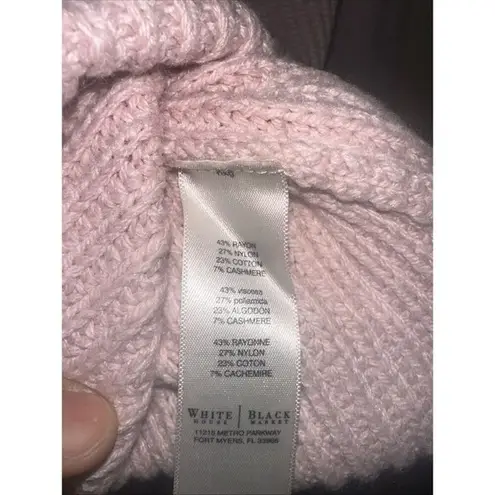 43% RAYON
27% NYLON
23% COTTON
7% CASHMERE
43% viscosa
27% poliamida
23% ALGODÓN
7% CASHMERE
43% RAYONNE
27% NYLON
23% COTON
7% CACHEMIRE
WHITE | BLACK
HOUSE | MARKET
11215 METRO PARKWAY
FORT MYERS, FL 33966